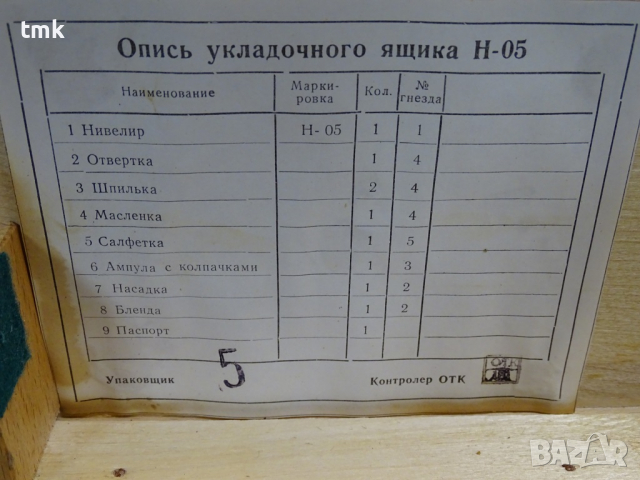 tmk
Опись укладочного ящика Н-05
Наименование Марки-ровка Кол. № гнезда
1 Нивелир Н-05 1 1
2 Отвертка 1 4
3 Шпилька 2 4
4 Масленка 1 4
5 Салфетка 1 5
6 Ампула с колпачками 1 3
7 Насадка 1 2
8 Бленда 1 2
9 Паспорт 1
Упаковщик 5 Контролер ОТК
BAZAR